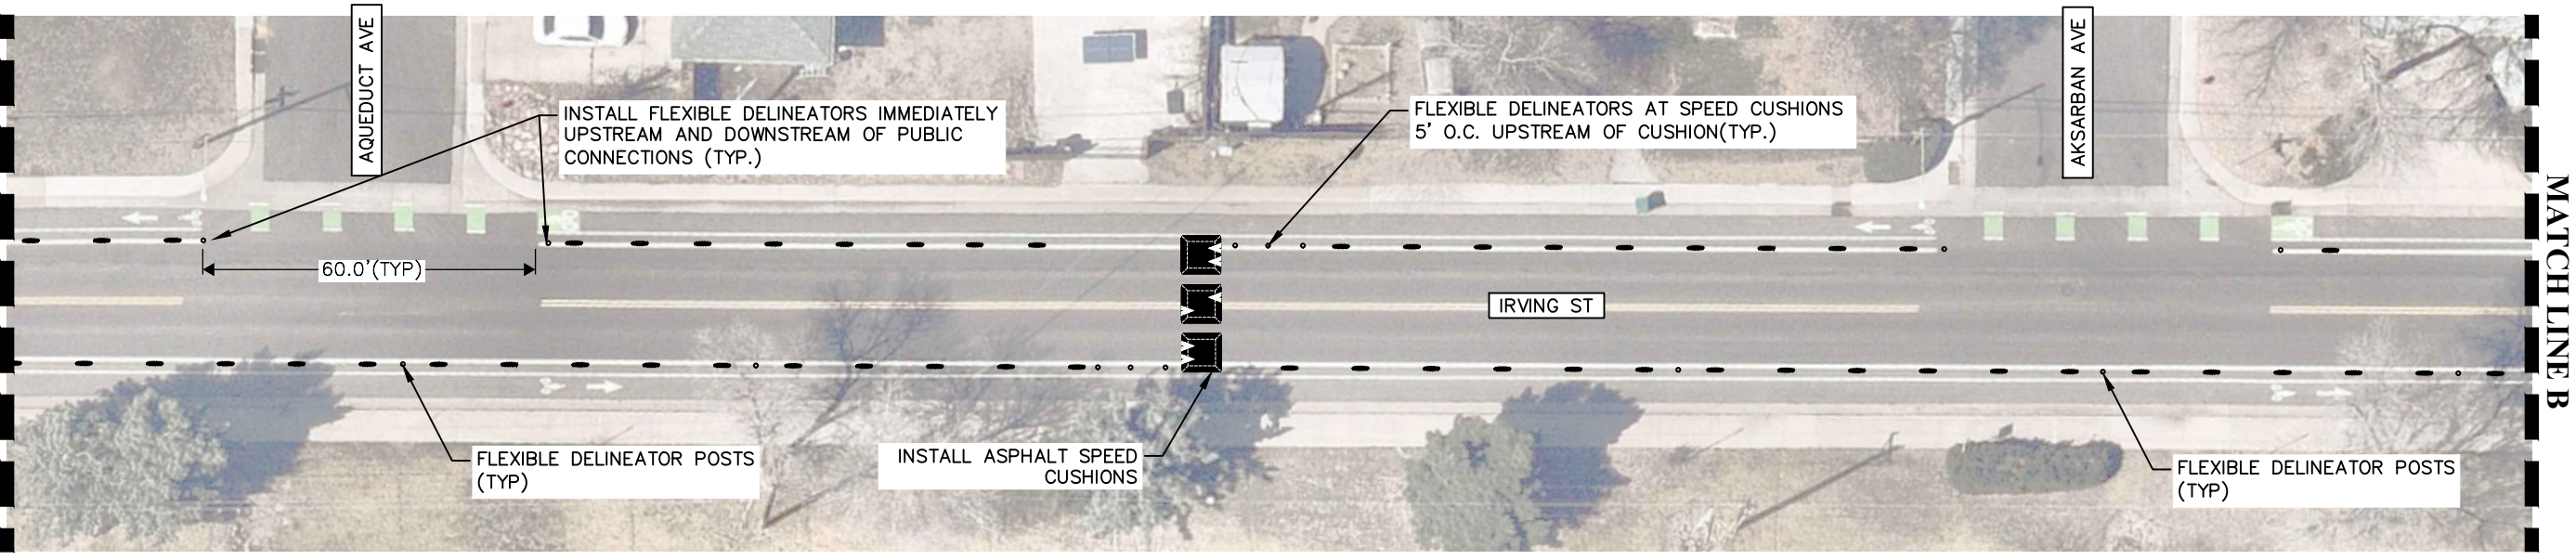 AQUEDUCT AVE
INSTALL FLEXIBLE DELINEATORS IMMEDIATELY
UPSTREAM AND DOWNSTREAM OF PUBLIC
CONNECTIONS (TYP.)
FLEXIBLE DELINEATORS AT SPEED CUSHIONS
5' O.C. UPSTREAM OF CUSHION(TYP.)
AKSARBAN AVE
60.0'(TYP)
IRVING ST
MATCHLINE B
FLEXIBLE DELINEATOR POSTS
(TYP)
INSTALL ASPHALT SPEED
CUSHIONS
FLEXIBLE DELINEATOR POSTS
(TYP)